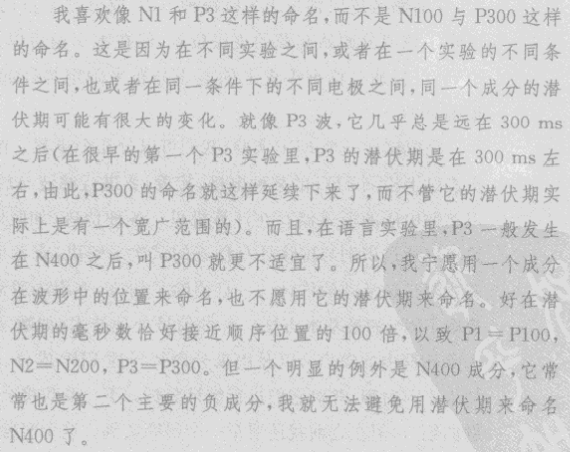 我喜欢像 N1 和 P3 这样的命名,而不是 N100 与 P300 这样
的命名。这是因为在不同实验之间,或者在一个实验的不同条
件之间,也或者在同一条件下的不同电极之间,同一个成分的潜
伏期可能有很大的变化。就像 P3 波,它几乎总是远在 300 ms
之后(在很早的第一个 P3 实验里,P3 的潜伏期是在 300 ms 左
右,由此,P300 的命名就这样延续下来了,而不管它的潜伏期实
际上是有一个宽广范围的)。而且,在语言实验里,P3 一般发生
在 N400 之后,叫 P300 就更不适宜了。所以,我宁愿用一个成分
在波形中的位置来命名,也不愿用它的潜伏期来命名。好在潜
伏期的毫秒数恰好接近顺序位置的 100 倍,以致 P1=P100,
N2=N200, P3=P300。但一个明显的例外是 N400 成分,它常
常也是第二个主要的负成分,我就无法避免用潜伏期来命名
N400 了。